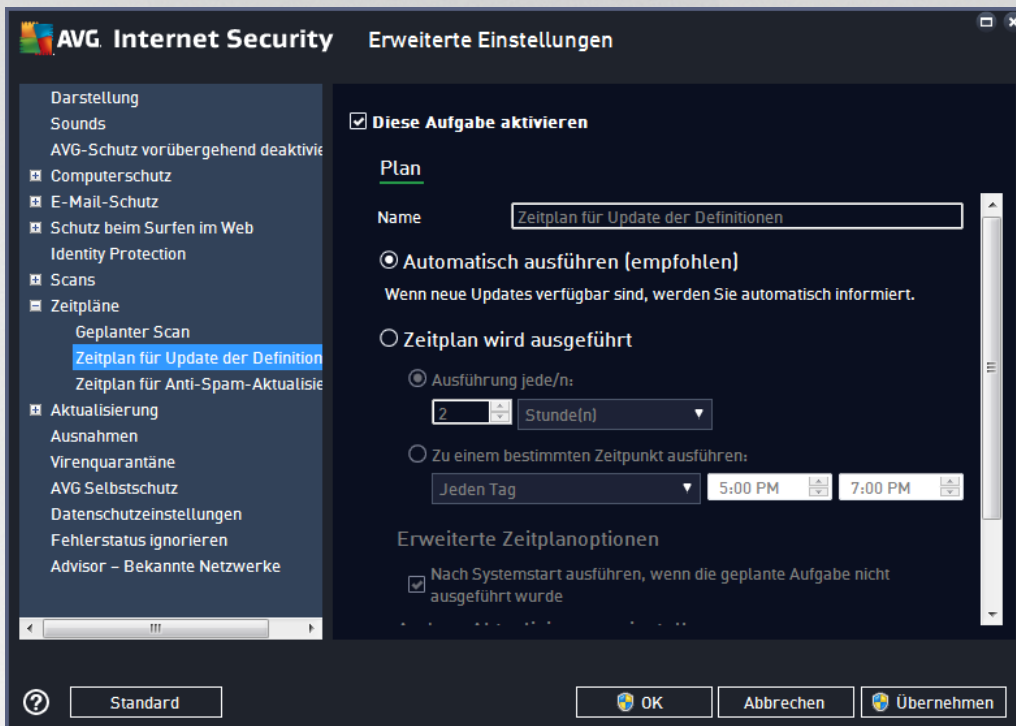 AVG Internet Security Erweiterte Einstellungen
Darstellung
Sounds
AVG-Schutz vorübergehend deaktivie
Computerschutz
E-Mail-Schutz
Schutz beim Surfen im Web
Identity Protection
Scans
Zeitpläne
Geplanter Scan
Zeitplan für Update der Definition
Zeitplan für Anti-Spam-Aktualisie
Aktualisierung
Ausnahmen
Virenquarantäne
AVG Selbstschutz
Datenschutzeinstellungen
Fehlerstatus ignorieren
Advisor – Bekannte Netzwerke
Diese Aufgabe aktivieren
Plan
Name Zeitplan für Update der Definitionen
Automatisch ausführen (empfohlen)
Wenn neue Updates verfügbar sind, werden Sie automatisch informiert.
Zeitplan wird ausgeführt
Ausführung jede/n:
2 Stunde(n)
Zu einem bestimmten Zeitpunkt ausführen:
Jeden Tag 5:00 PM 7:00 PM
Erweiterte Zeitplanoptionen
Nach Systemstart ausführen, wenn die geplante Aufgabe nicht
ausgeführt wurde
Standard OK Abbrechen Übernehmen